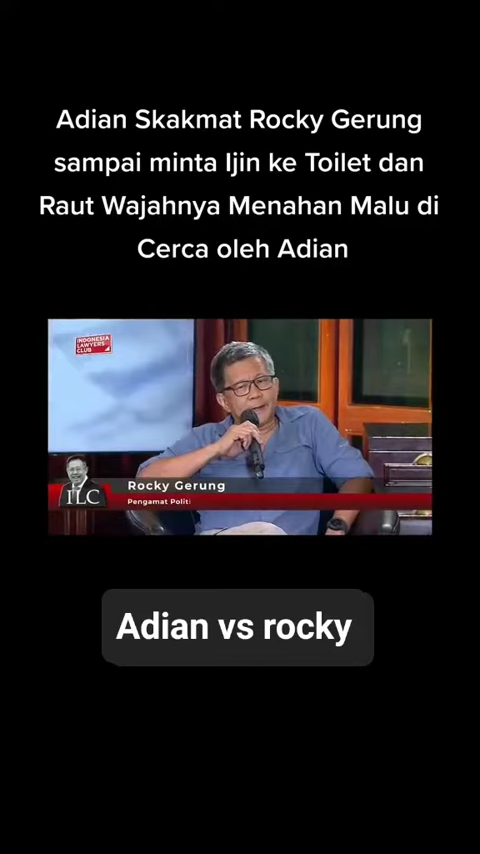 Adian Skakmat Rocky Gerung
sampai minta Ijin ke Toilet dan
Raut Wajahnya Menahan Malu di
Cerca oleh Adian
INDONESIA
LAWYERS
CLUB
Rocky Gerung
ILC
Pengamat Politi
Adian vs rocky